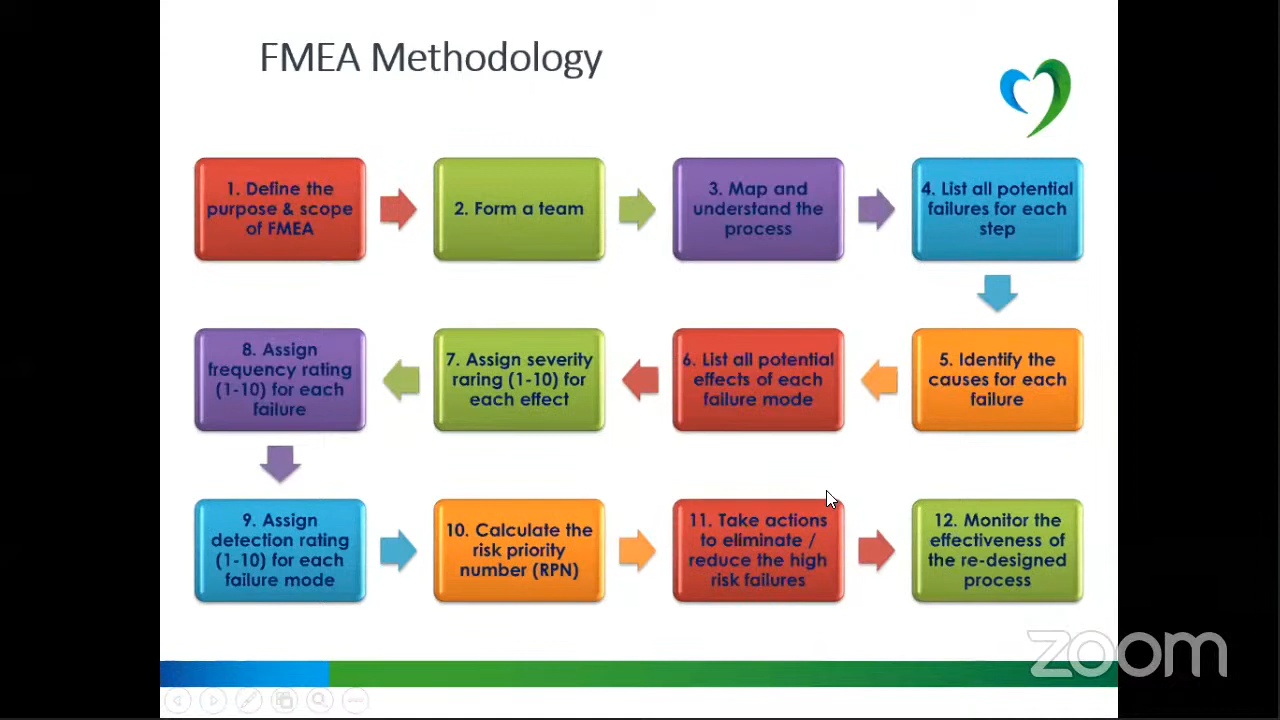 FMEA Methodology
1. Define the
purpose & scope
of FMEA
2. Form a team
3. Map and
understand the
process
4. List all potential
failures for each
step
5. Identify the
causes for each
failure
6. List all potential
effects of each
failure mode
7. Assign severity
raring (1-10) for
each effect
8. Assign
frequency rating
(1-10) for each
failure
9. Assign
detection rating
(1-10) for each
failure mode
10. Calculate the
risk priority
number (RPN)
11. Take actions
to eliminate /
reduce the high
risk failures
12. Monitor the
effectiveness of
the re-designed
process
zoom